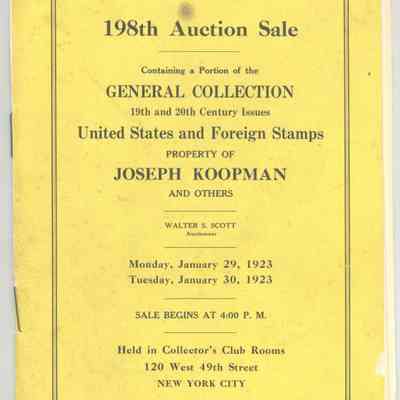 198th Auction Sale
Containing a Portion of the
GENERAL COLLECTION
19th and 20th Century Issues
United States and Foreign Stamps
PROPERTY OF
JOSEPH KOOPMAN
AND OTHERS
WALTER S. SCOTT
Auctioneer
Monday, January 29, 1923
Tuesday, January 30, 1923
SALE BEGINS AT 4:00 P. M.
Held in Collector's Club Rooms
120 West 49th Street
NEW YORK CITY